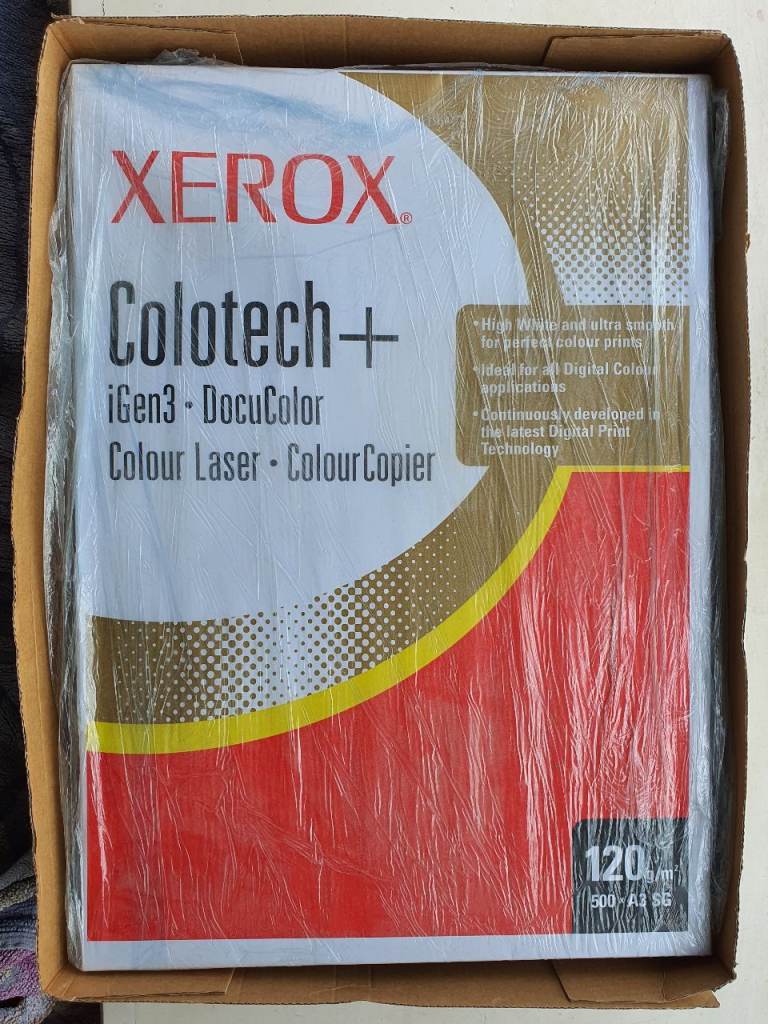 XEROX®
Colotech+
iGen3 • DocuColor
Colour Laser • ColourCopier
• High White and ultra smooth
for perfect colour prints
• Ideal for all Digital Colour
applications
• Continuously developed in
the latest Digital Print
Technology
120 g/m²
500 • A3 SG